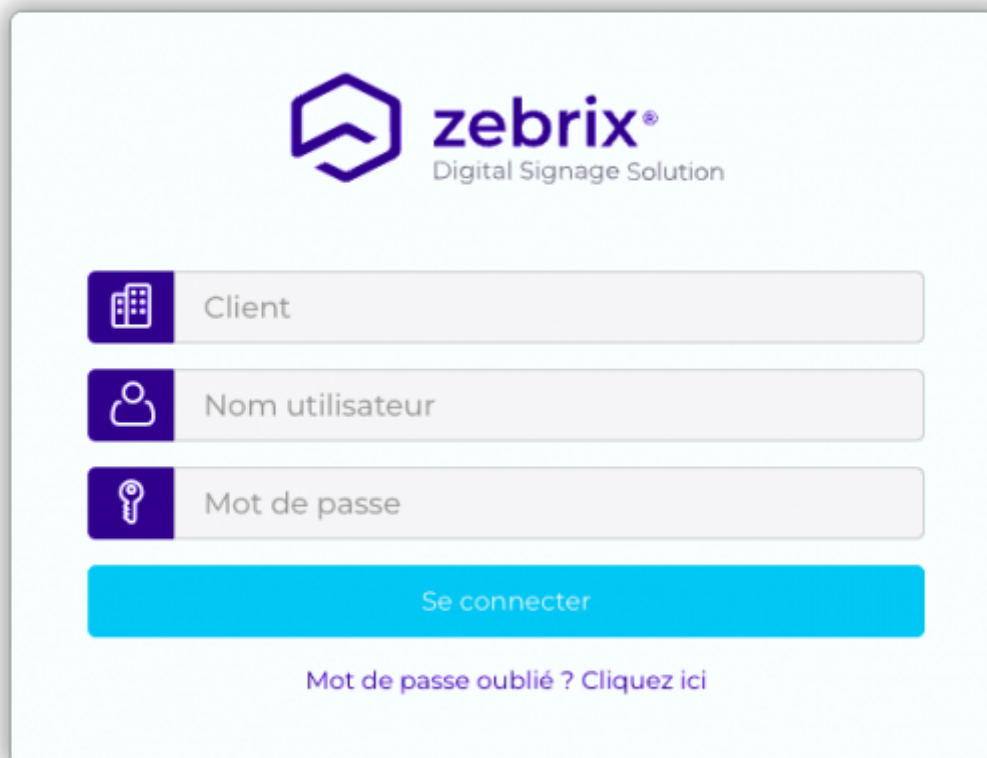 zebrix®
Digital Signage Solution
Client
Nom utilisateur
Mot de passe
Se connecter
Mot de passe oublié ? Cliquez ici